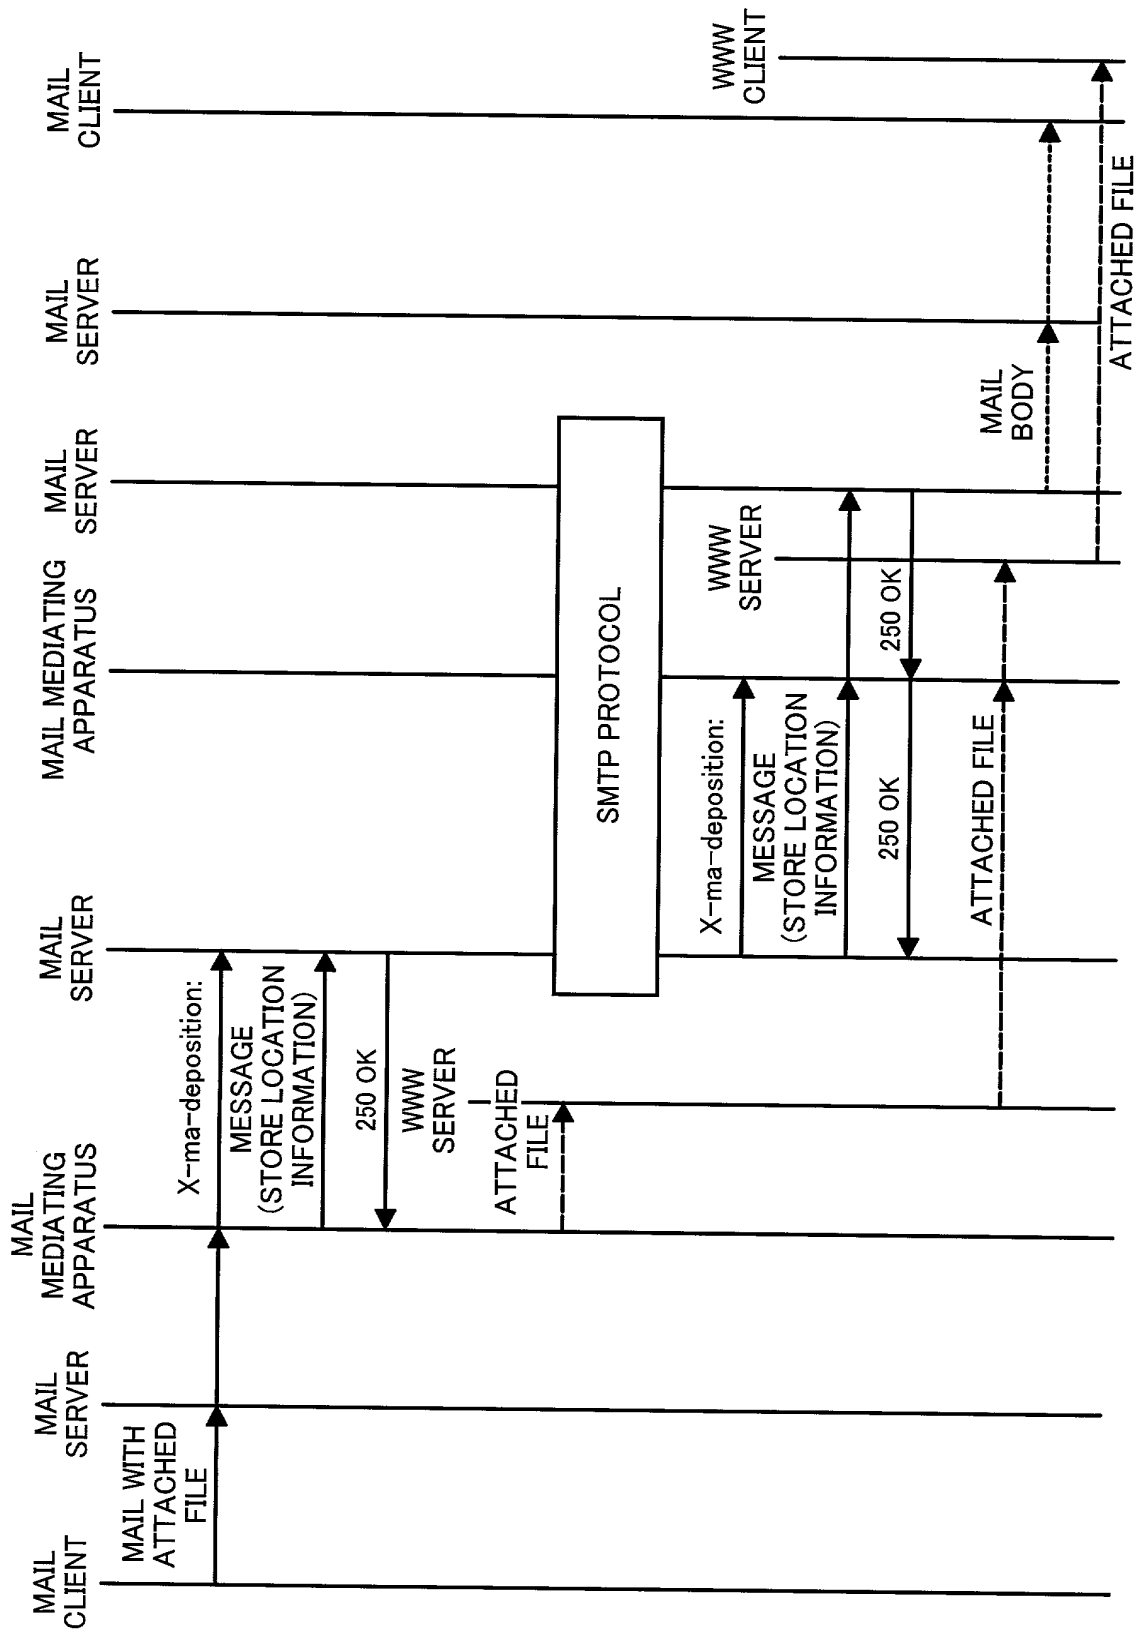 MAIL
CLIENT
MAIL
SERVER
MAIL
MEDIATING
APPARATUS
MAIL
SERVER
MAIL MEDIATING
APPARATUS
MAIL
SERVER
MAIL
SERVER
MAIL
CLIENT
MAIL WITH
ATTACHED
FILE
X-ma-deposition:
MESSAGE
(STORE LOCATION
INFORMATION)
250 OK
WWW
SERVER
ATTACHED
FILE
SMTP PROTOCOL
X-ma-deposition:
MESSAGE
(STORE LOCATION
INFORMATION)
250 OK
WWW
SERVER
250 OK
ATTACHED FILE
WWW
CLIENT
MAIL
BODY
ATTACHED FILE